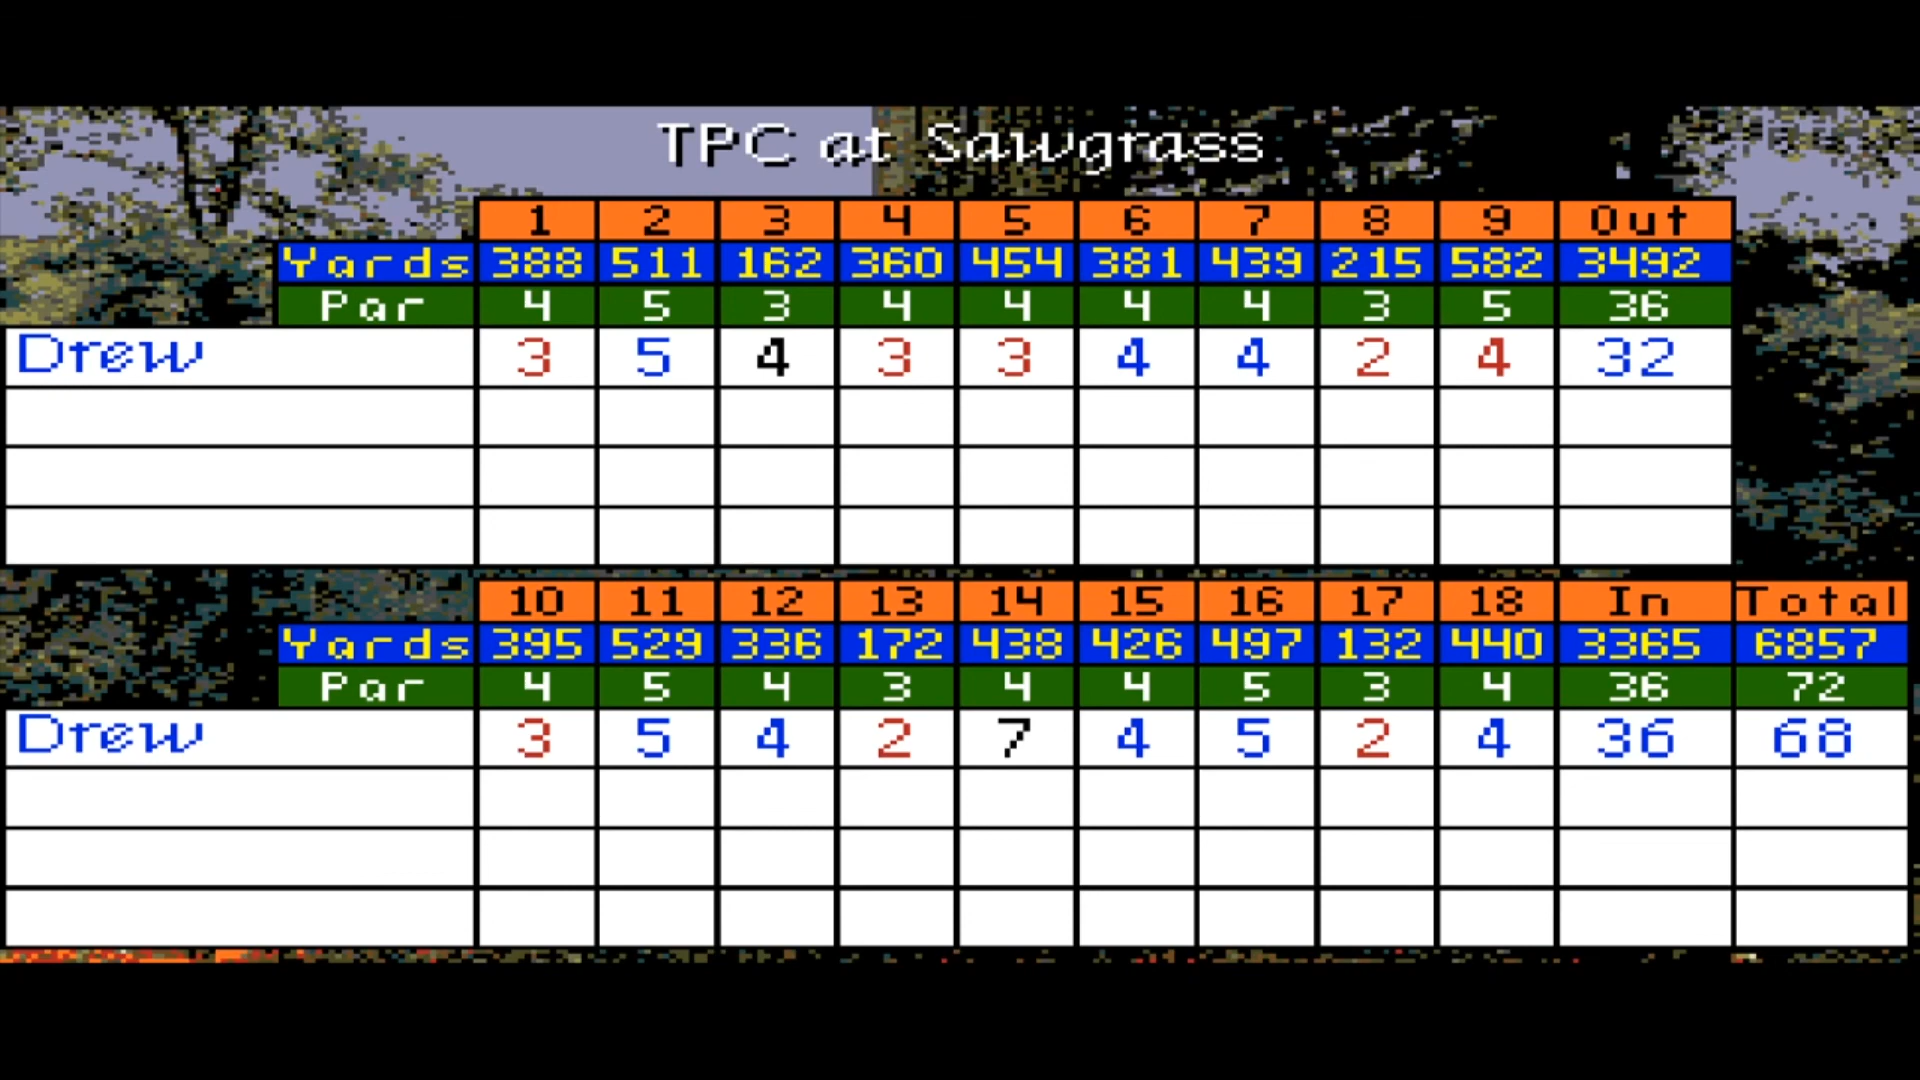 TPC at Sawgrass
1 2 3 4 5 6 7 8 9 Out
Yards 388 511 162 360 454 381 439 215 582 3492
Par 4 5 3 4 4 4 4 3 5 36
Drew 3 5 4 3 3 4 4 2 4 32
10 11 12 13 14 15 16 17 18 In Total
Yards 395 529 336 172 438 426 497 132 440 3365 6857
Par 4 5 4 3 4 4 5 3 4 36 72
Drew 3 5 4 2 7 4 5 2 4 36 68